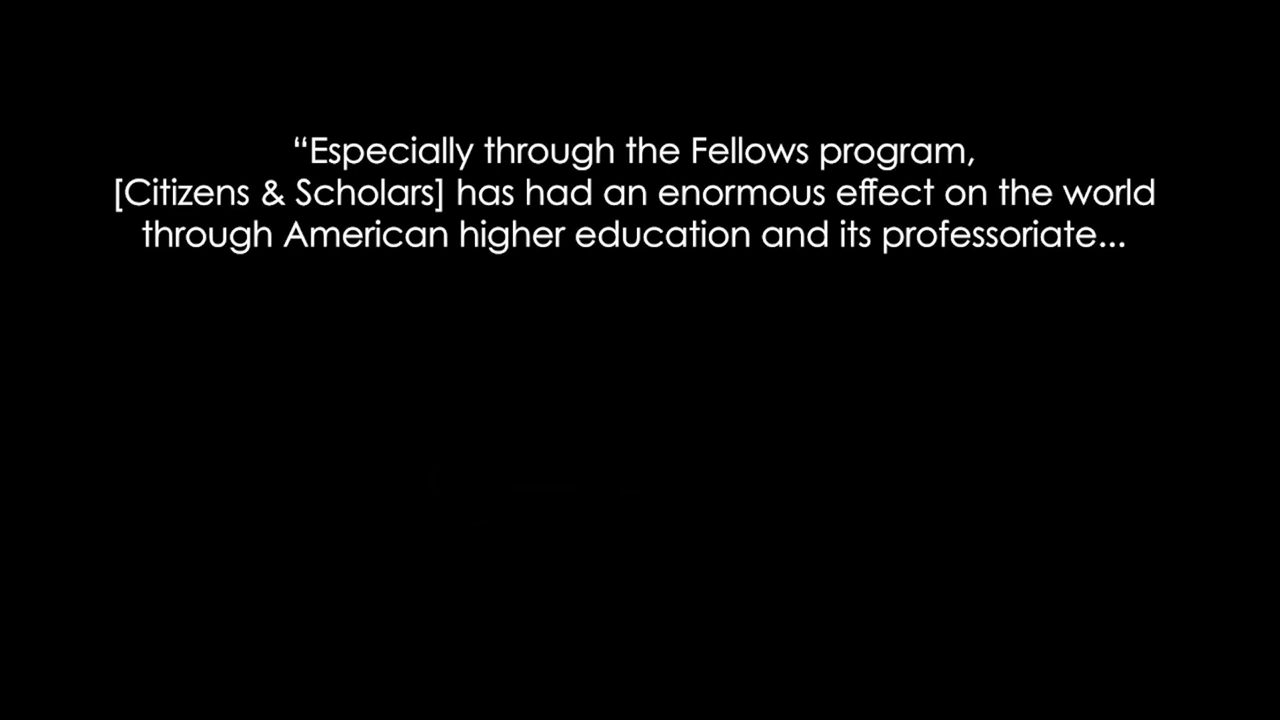 “Especially through the Fellows program,
[Citizens & Scholars] has had an enormous effect on the world
through American higher education and its professoriate...